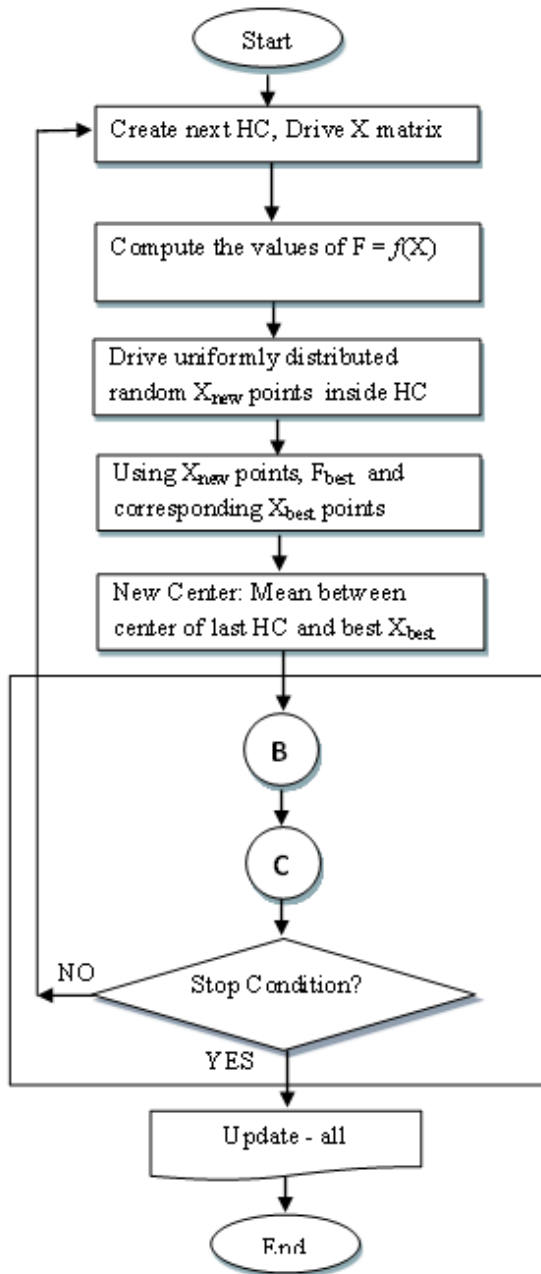 Start
Create next HC, Drive X matrix
Compute the values of F = f(X)
Drive uniformly distributed
random Xnew points inside HC
Using Xnew points, Fbest and
corresponding Xbest points
New Center: Mean between
center of last HC and best Xbest
B
C
Stop Condition?
NO
YES
Update - all
End